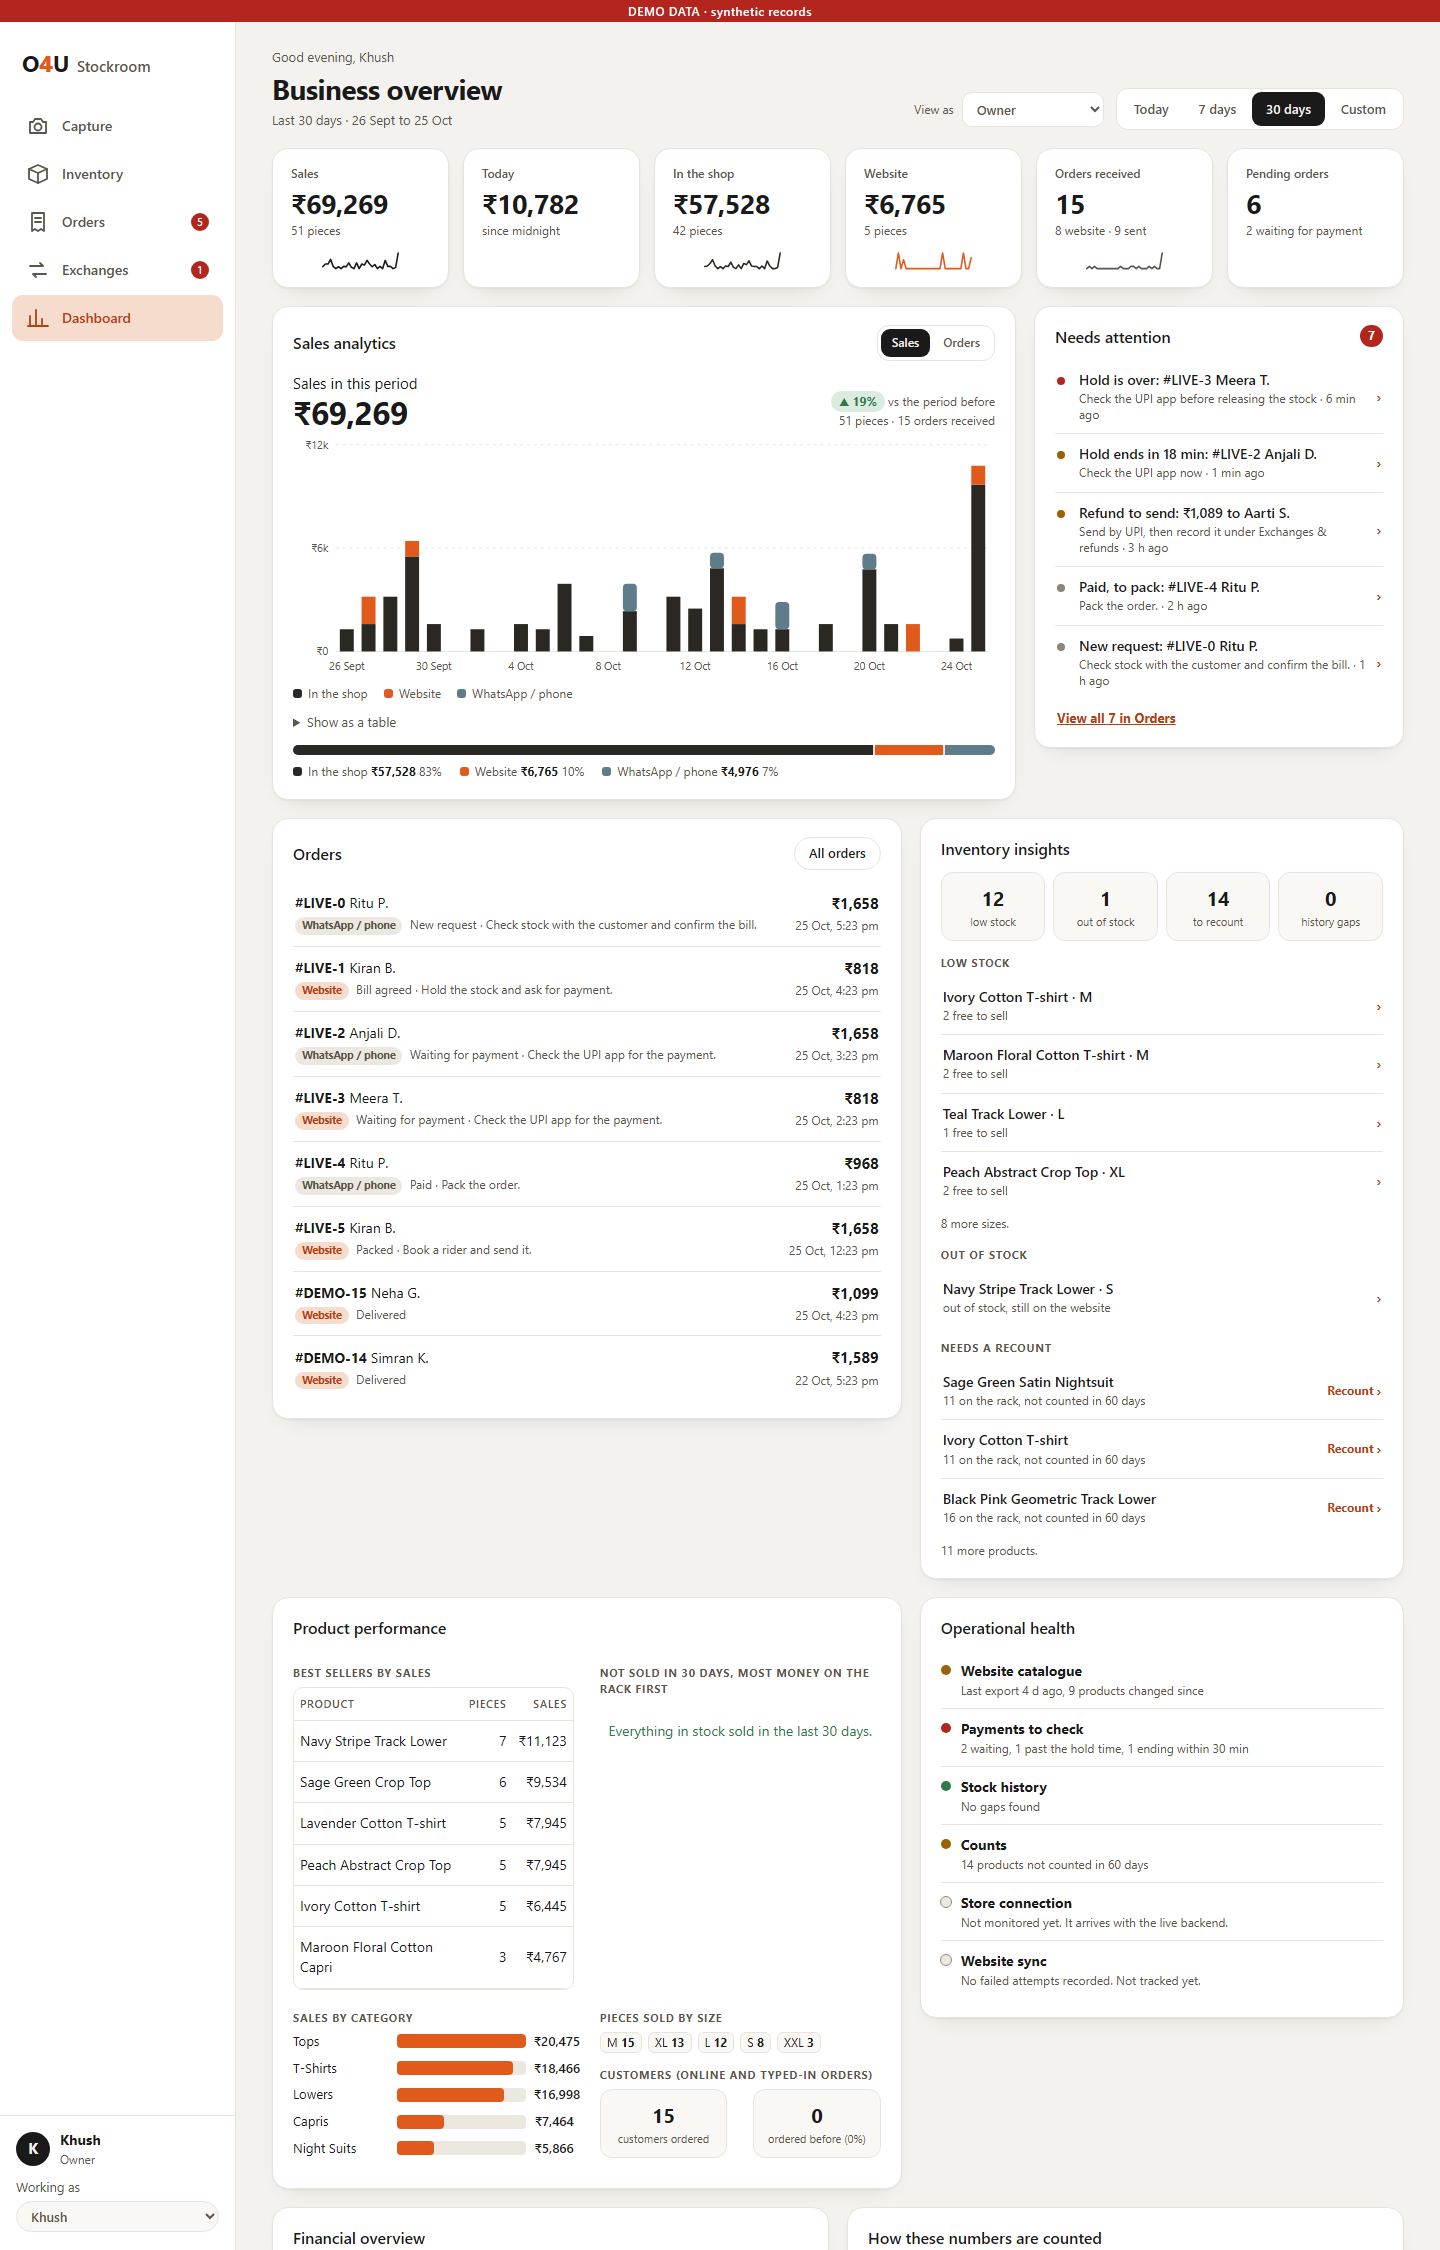 DEMO DATA · synthetic records
O4U Stockroom
Capture
Inventory
Orders 5
Exchanges 1
Dashboard
Good evening, Khush
Business overview
Last 30 days · 26 Sept to 25 Oct
View as Owner
Today 7 days 30 days Custom
Sales
₹69,269
51 pieces
Today
₹10,782
since midnight
In the shop
₹57,528
42 pieces
Website
₹6,765
5 pieces
Orders received
15
8 website · 9 sent
Pending orders
6
2 waiting for payment
Sales analytics
Sales Orders
Sales in this period
₹69,269
▲ 19% vs the period before
51 pieces · 15 orders received
₹12k
₹6k
₹0
26 Sept 30 Sept 4 Oct 8 Oct 12 Oct 16 Oct 20 Oct 24 Oct
In the shop Website WhatsApp / phone
▶ Show as a table
In the shop ₹57,528 83% Website ₹6,765 10% WhatsApp / phone ₹4,976 7%
Needs attention 7
Hold is over: #LIVE-3 Meera T.
Check the UPI app before releasing the stock · 6 min
ago
›
Hold ends in 18 min: #LIVE-2 Anjali D.
Check the UPI app now · 1 min ago
›
Refund to send: ₹1,089 to Aarti S.
Send by UPI, then record it under Exchanges &
refunds · 3 h ago
›
Paid, to pack: #LIVE-4 Ritu P.
Pack the order. · 2 h ago
›
New request: #LIVE-0 Ritu P.
Check stock with the customer and confirm the bill. · 1
h ago
›
View all 7 in Orders
Orders
All orders
#LIVE-0 Ritu P. ₹1,658
WhatsApp / phone New request · Check stock with the customer and confirm the bill. 25 Oct, 5:23 pm
#LIVE-1 Kiran B. ₹818
Website Bill agreed · Hold the stock and ask for payment. 25 Oct, 4:23 pm
#LIVE-2 Anjali D. ₹1,658
WhatsApp / phone Waiting for payment · Check the UPI app for the payment. 25 Oct, 3:23 pm
#LIVE-3 Meera T. ₹818
Website Waiting for payment · Check the UPI app for the payment. 25 Oct, 2:23 pm
#LIVE-4 Ritu P. ₹968
WhatsApp / phone Paid · Pack the order. 25 Oct, 1:23 pm
#LIVE-5 Kiran B. ₹1,658
Website Packed · Book a rider and send it. 25 Oct, 12:23 pm
#DEMO-15 Neha G. ₹1,099
Website Delivered 25 Oct, 4:23 pm
#DEMO-14 Simran K. ₹1,589
Website Delivered 22 Oct, 5:23 pm
Inventory insights
12 1 14 0
low stock out of stock to recount history gaps
LOW STOCK
Ivory Cotton T-shirt · M
2 free to sell
›
Maroon Floral Cotton T-shirt · M
2 free to sell
›
Teal Track Lower · L
1 free to sell
›
Peach Abstract Crop Top · XL
2 free to sell
›
8 more sizes.
OUT OF STOCK
Navy Stripe Track Lower · S
out of stock, still on the website
›
NEEDS A RECOUNT
Sage Green Satin Nightsuit
11 on the rack, not counted in 60 days
Recount ›
Ivory Cotton T-shirt
11 on the rack, not counted in 60 days
Recount ›
Black Pink Geometric Track Lower
16 on the rack, not counted in 60 days
Recount ›
11 more products.
Product performance
BEST SELLERS BY SALES
PRODUCT PIECES SALES
Navy Stripe Track Lower 7 ₹11,123
Sage Green Crop Top 6 ₹9,534
Lavender Cotton T-shirt 5 ₹7,945
Peach Abstract Crop Top 5 ₹7,945
Ivory Cotton T-shirt 5 ₹6,445
Maroon Floral Cotton
Capri
3 ₹4,767
NOT SOLD IN 30 DAYS, MOST MONEY ON THE
RACK FIRST
Everything in stock sold in the last 30 days.
SALES BY CATEGORY
Tops ₹20,475
T-Shirts ₹18,466
Lowers ₹16,998
Capris ₹7,464
Night Suits ₹5,866
PIECES SOLD BY SIZE
M 15 XL 13 L 12 S 8 XXL 3
CUSTOMERS (ONLINE AND TYPED-IN ORDERS)
15 0
customers ordered ordered before (0%)
Operational health
Website catalogue
Last export 4 d ago, 9 products changed since
Payments to check
2 waiting, 1 past the hold time, 1 ending within 30 min
Stock history
No gaps found
Counts
14 products not counted in 60 days
Store connection
Not monitored yet. It arrives with the live backend.
Website sync
No failed attempts recorded. Not tracked yet.
K Khush
Owner
Working as
Khush
Financial overview
How these numbers are counted